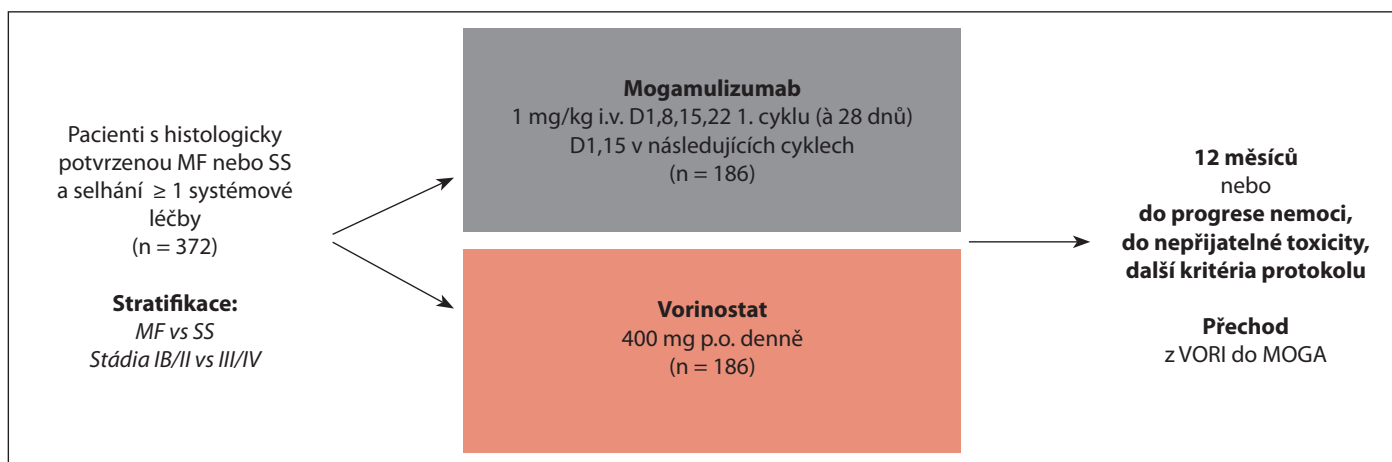 Pacienti s histologicky
potvrzenou MF nebo SS
a selhání ≥ 1 systémové
léčby
(n = 372)
Stratifikace:
MF vs SS
Stádia IB/II vs III/IV
Mogamulizumab
1 mg/kg i.v. D1,8,15,22 1. cyklu (à 28 dnů)
D1,15 v následujících cyklech
(n = 186)
Vorinostat
400 mg p.o. denně
(n = 186)
12 měsíců
nebo
do progrese nemoci,
do nepřijatelné toxicity,
další kritéria protokolu
Přechod
z VORI do MOGA